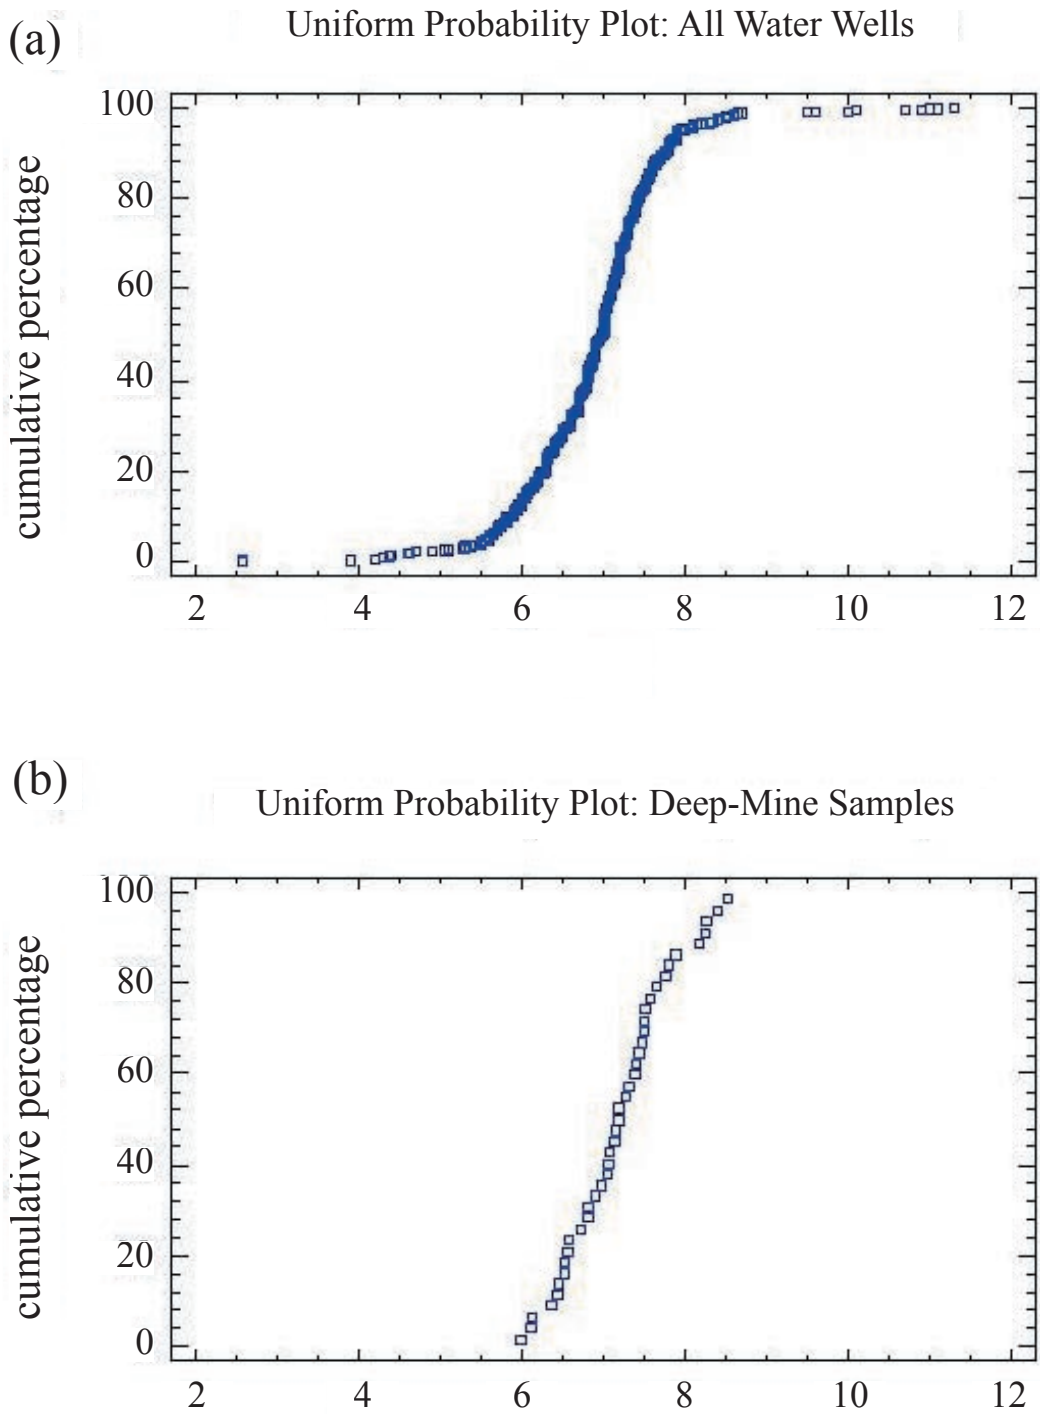 (a)
Uniform Probability Plot: All Water Wells
100
80
60
40
20
0
cumulative percentage
2 4 6 8 10 12
(b)
Uniform Probability Plot: Deep-Mine Samples
100
80
60
40
20
0
cumulative percentage
2 4 6 8 10 12